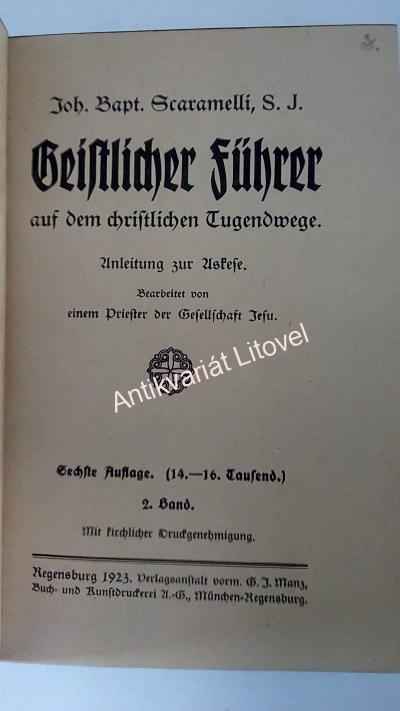 Joh. Bapt. Scaramelli, S. J.
Geistlicher Führer
auf dem christlichen Tugendwege.
Anleitung zur Askese.
Bearbeitet von
einem Priester der Gesellschaft Jesu.
Antikvariát Litovel
Sechste Auflage. (14.—16. Tausend.)
2. Band.
Mit kirchlicher Druckgenehmigung.
Regensburg 1923. Verlagsanstalt vorm. G. J. Manz,
Buch- und Kunstdruckerei A.-G., München-Regensburg.